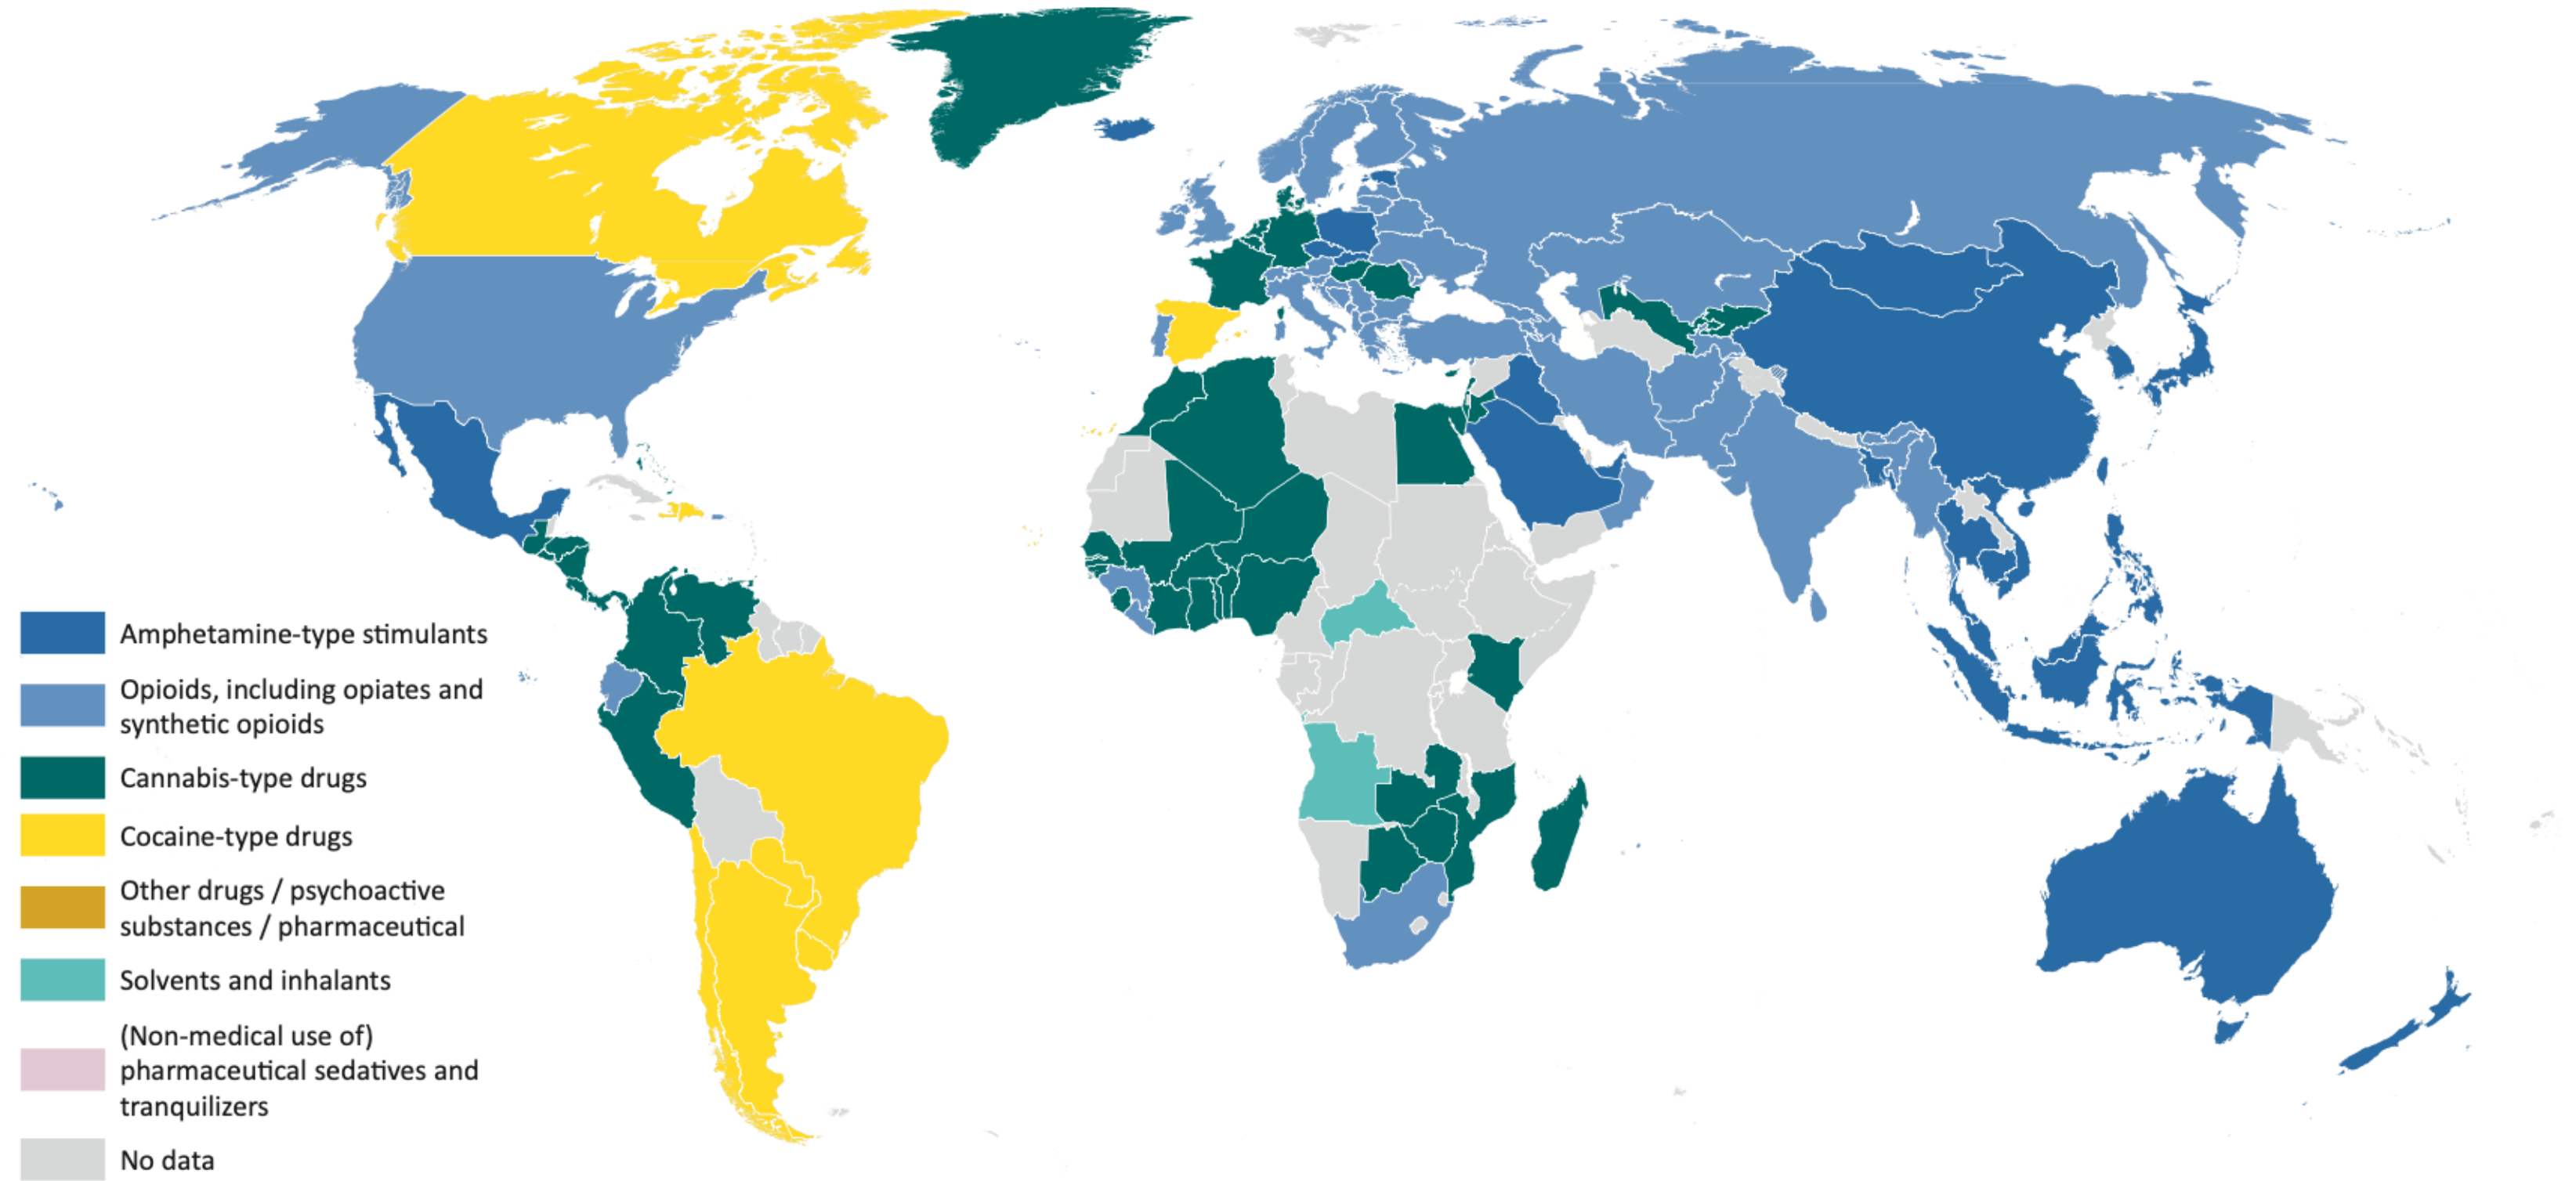 Amphetamine-type stimulants
Opioids, including opiates and
synthetic opioids
Cannabis-type drugs
Cocaine-type drugs
Other drugs / psychoactive
substances / pharmaceutical
Solvents and inhalants
(Non-medical use of)
pharmaceutical sedatives and
tranquilizers
No data